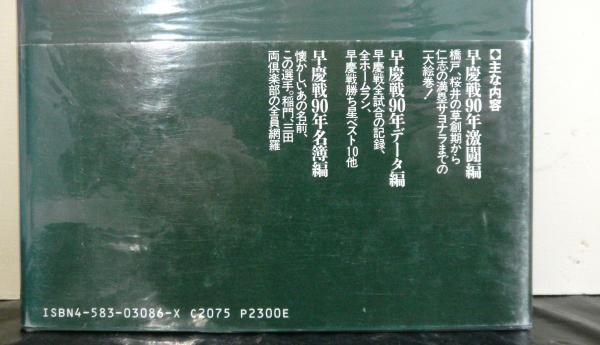 ◆主な内容
早慶戦90年激闘編
橋戸、桜井の草創期から
仁志の満塁サヨナラまでの
一大絵巻！
早慶戦90年データ編
早慶戦全試合の記録、
全ホームラン、
早慶戦勝ち星ベスト10他
早慶戦90年名簿編
懐かしいあの名前、
この選手。稲門、三田
両倶楽部の全員網羅
ISBN4-583-03086-X C2075 P2300E